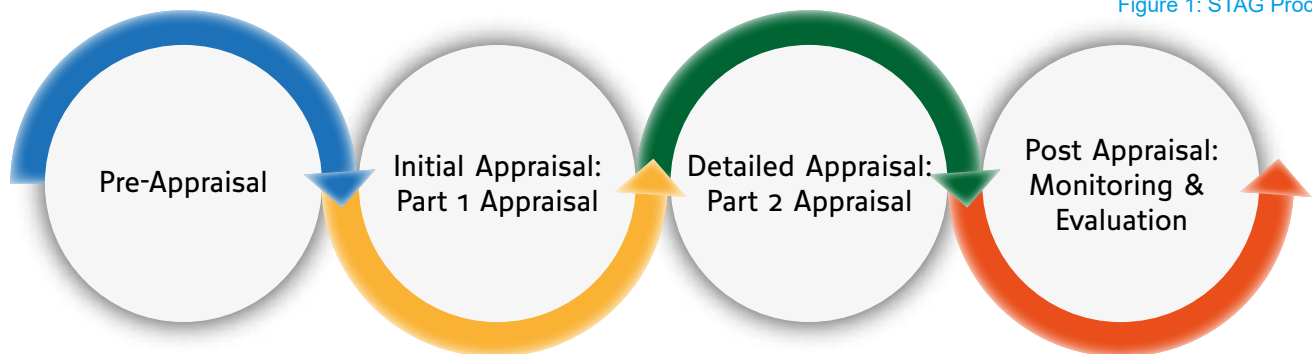 Figure 1: STAG Proc
Pre-Appraisal
Initial Appraisal:
Part 1 Appraisal
Detailed Appraisal:
Part 2 Appraisal
Post Appraisal:
Monitoring &
Evaluation